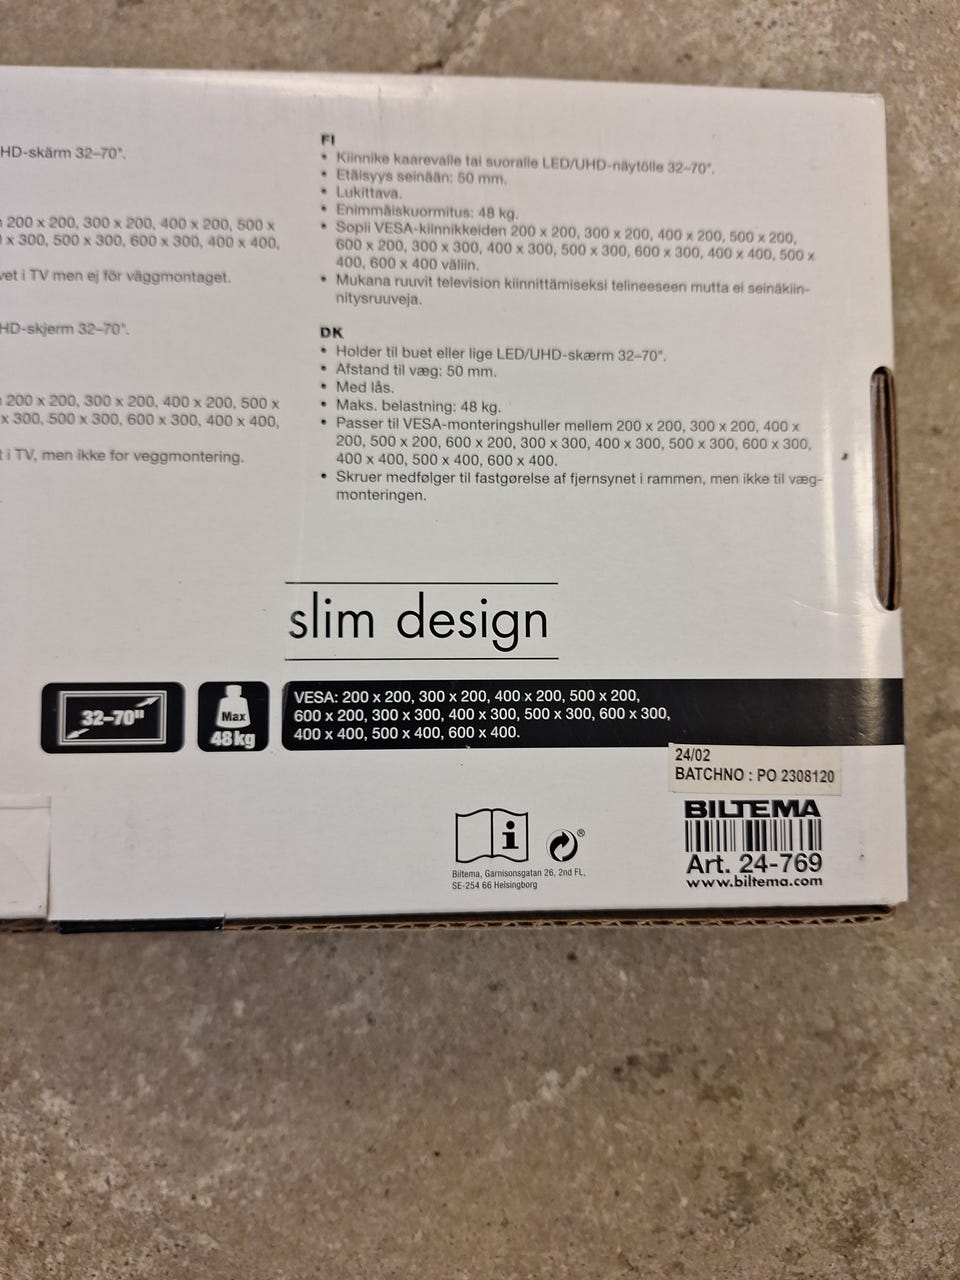 HD-skärm 32–70".
200 x 200, 300 x 200, 400 x 200, 500 x
x 300, 500 x 300, 600 x 300, 400 x 400,
i TV men ej för väggmontaget.
HD-skjerm 32–70".
200 x 200, 300 x 200, 400 x 200, 500 x
x 300, 500 x 300, 600 x 300, 400 x 400,
i TV, men ikke for veggmontering.
FI
• Kiinnike kaarevalle tai suoralle LED/UHD-näytölle 32–70".
• Etäisyys seinään: 50 mm.
• Lukittava.
• Enimmäiskuormitus: 48 kg.
• Sopii VESA-kiinnikkeiden 200 x 200, 300 x 200, 400 x 200, 500 x 200,
600 x 200, 300 x 300, 400 x 300, 500 x 300, 600 x 300, 400 x 400, 500 x
400, 600 x 400 väliin.
• Mukana ruuvit television kiinnittämiseksi telineeseen mutta ei seinäkiin-
nitysruuveja.
DK
• Holder til buet eller lige LED/UHD-skærm 32–70".
• Afstand til væg: 50 mm.
• Med lås.
• Maks. belastning: 48 kg.
• Passer til VESA-monteringshuller mellem 200 x 200, 300 x 200, 400 x
200, 500 x 200, 600 x 200, 300 x 300, 400 x 300, 500 x 300, 600 x 300,
400 x 400, 500 x 400, 600 x 400.
• Skruer medfølger til fastgørelse af fjernsynet i rammen, men ikke til væg-
monteringen.
slim design
32–70"
Max
48 kg
VESA: 200 x 200, 300 x 200, 400 x 200, 500 x 200,
600 x 200, 300 x 300, 400 x 300, 500 x 300, 600 x 300,
400 x 400, 500 x 400, 600 x 400.
24/02
BATCHNO : PO 2308120
i
®
Biltema, Garnisonsgatan 26, 2nd FL,
SE-254 66 Helsingborg
BILTEMA
Art. 24-769
www.biltema.com